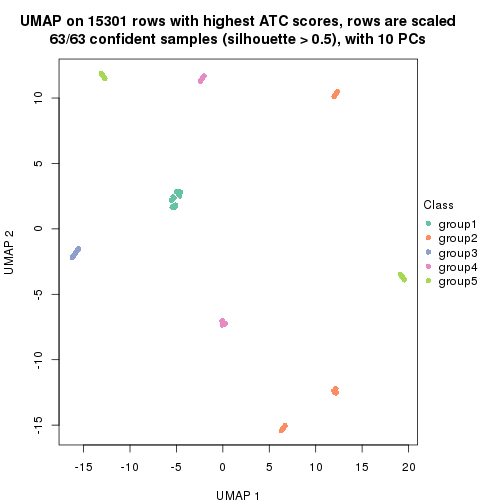 UMAP on 15301 rows with highest ATC scores, rows are scaled
63/63 confident samples (silhouette > 0.5), with 10 PCs
10
5
0
-5
-10
-15
UMAP 2
-15
-10
-5
0
5
10
15
20
UMAP 1
Class
group1
group2
group3
group4
group5